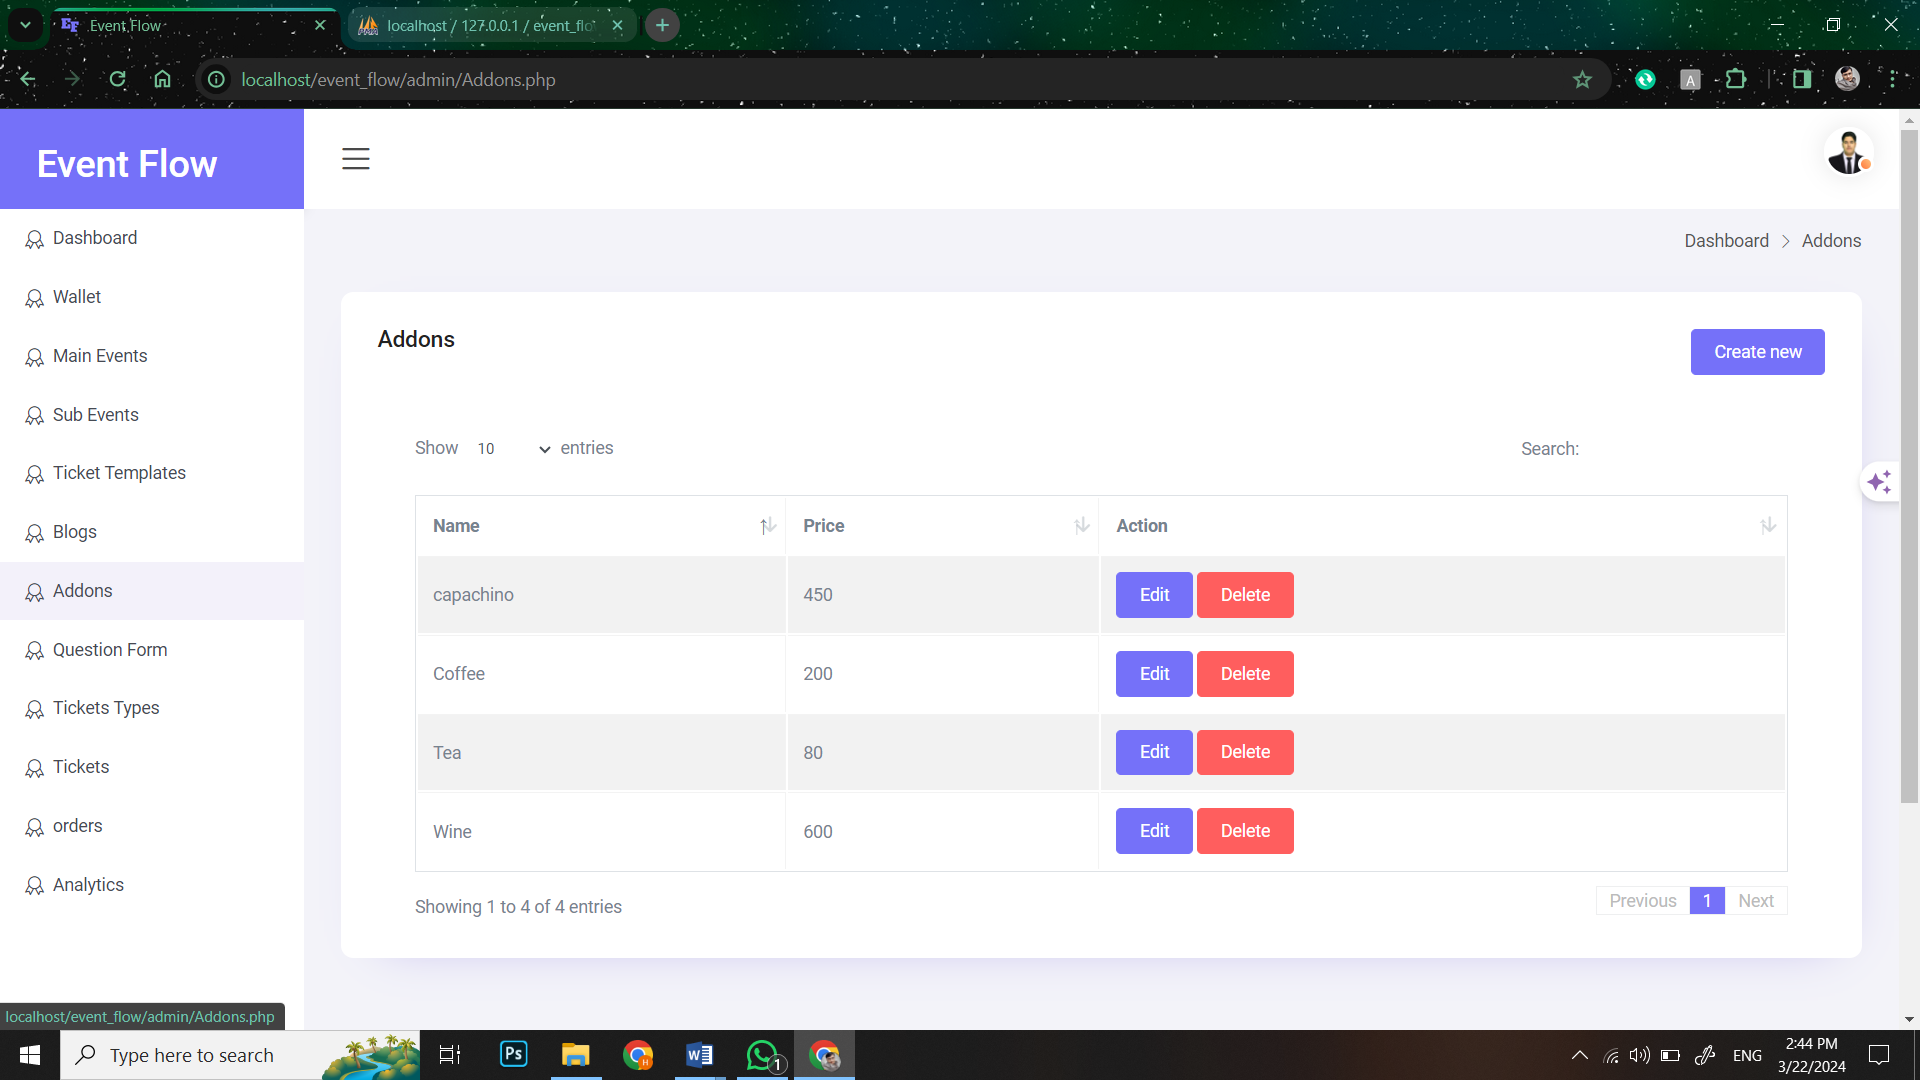 EF Event Flow
localhost / 127.0.0.1 / event_flo
localhost/event_flow/admin/Addons.php
A
Event Flow
Dashboard
Wallet
Main Events
Sub Events
Ticket Templates
Blogs
Addons
Question Form
Tickets Types
Tickets
orders
Analytics
Dashboard > Addons
Addons
Create new
Show 10 entries
Search:
Name Price Action
capachino 450 Edit Delete
Coffee 200 Edit Delete
Tea 80 Edit Delete
Wine 600 Edit Delete
Showing 1 to 4 of 4 entries
Previous 1 Next
localhost/event_flow/admin/Addons.php
Type here to search
Ps
W
H
1
ENG
2:44 PM
3/22/2024